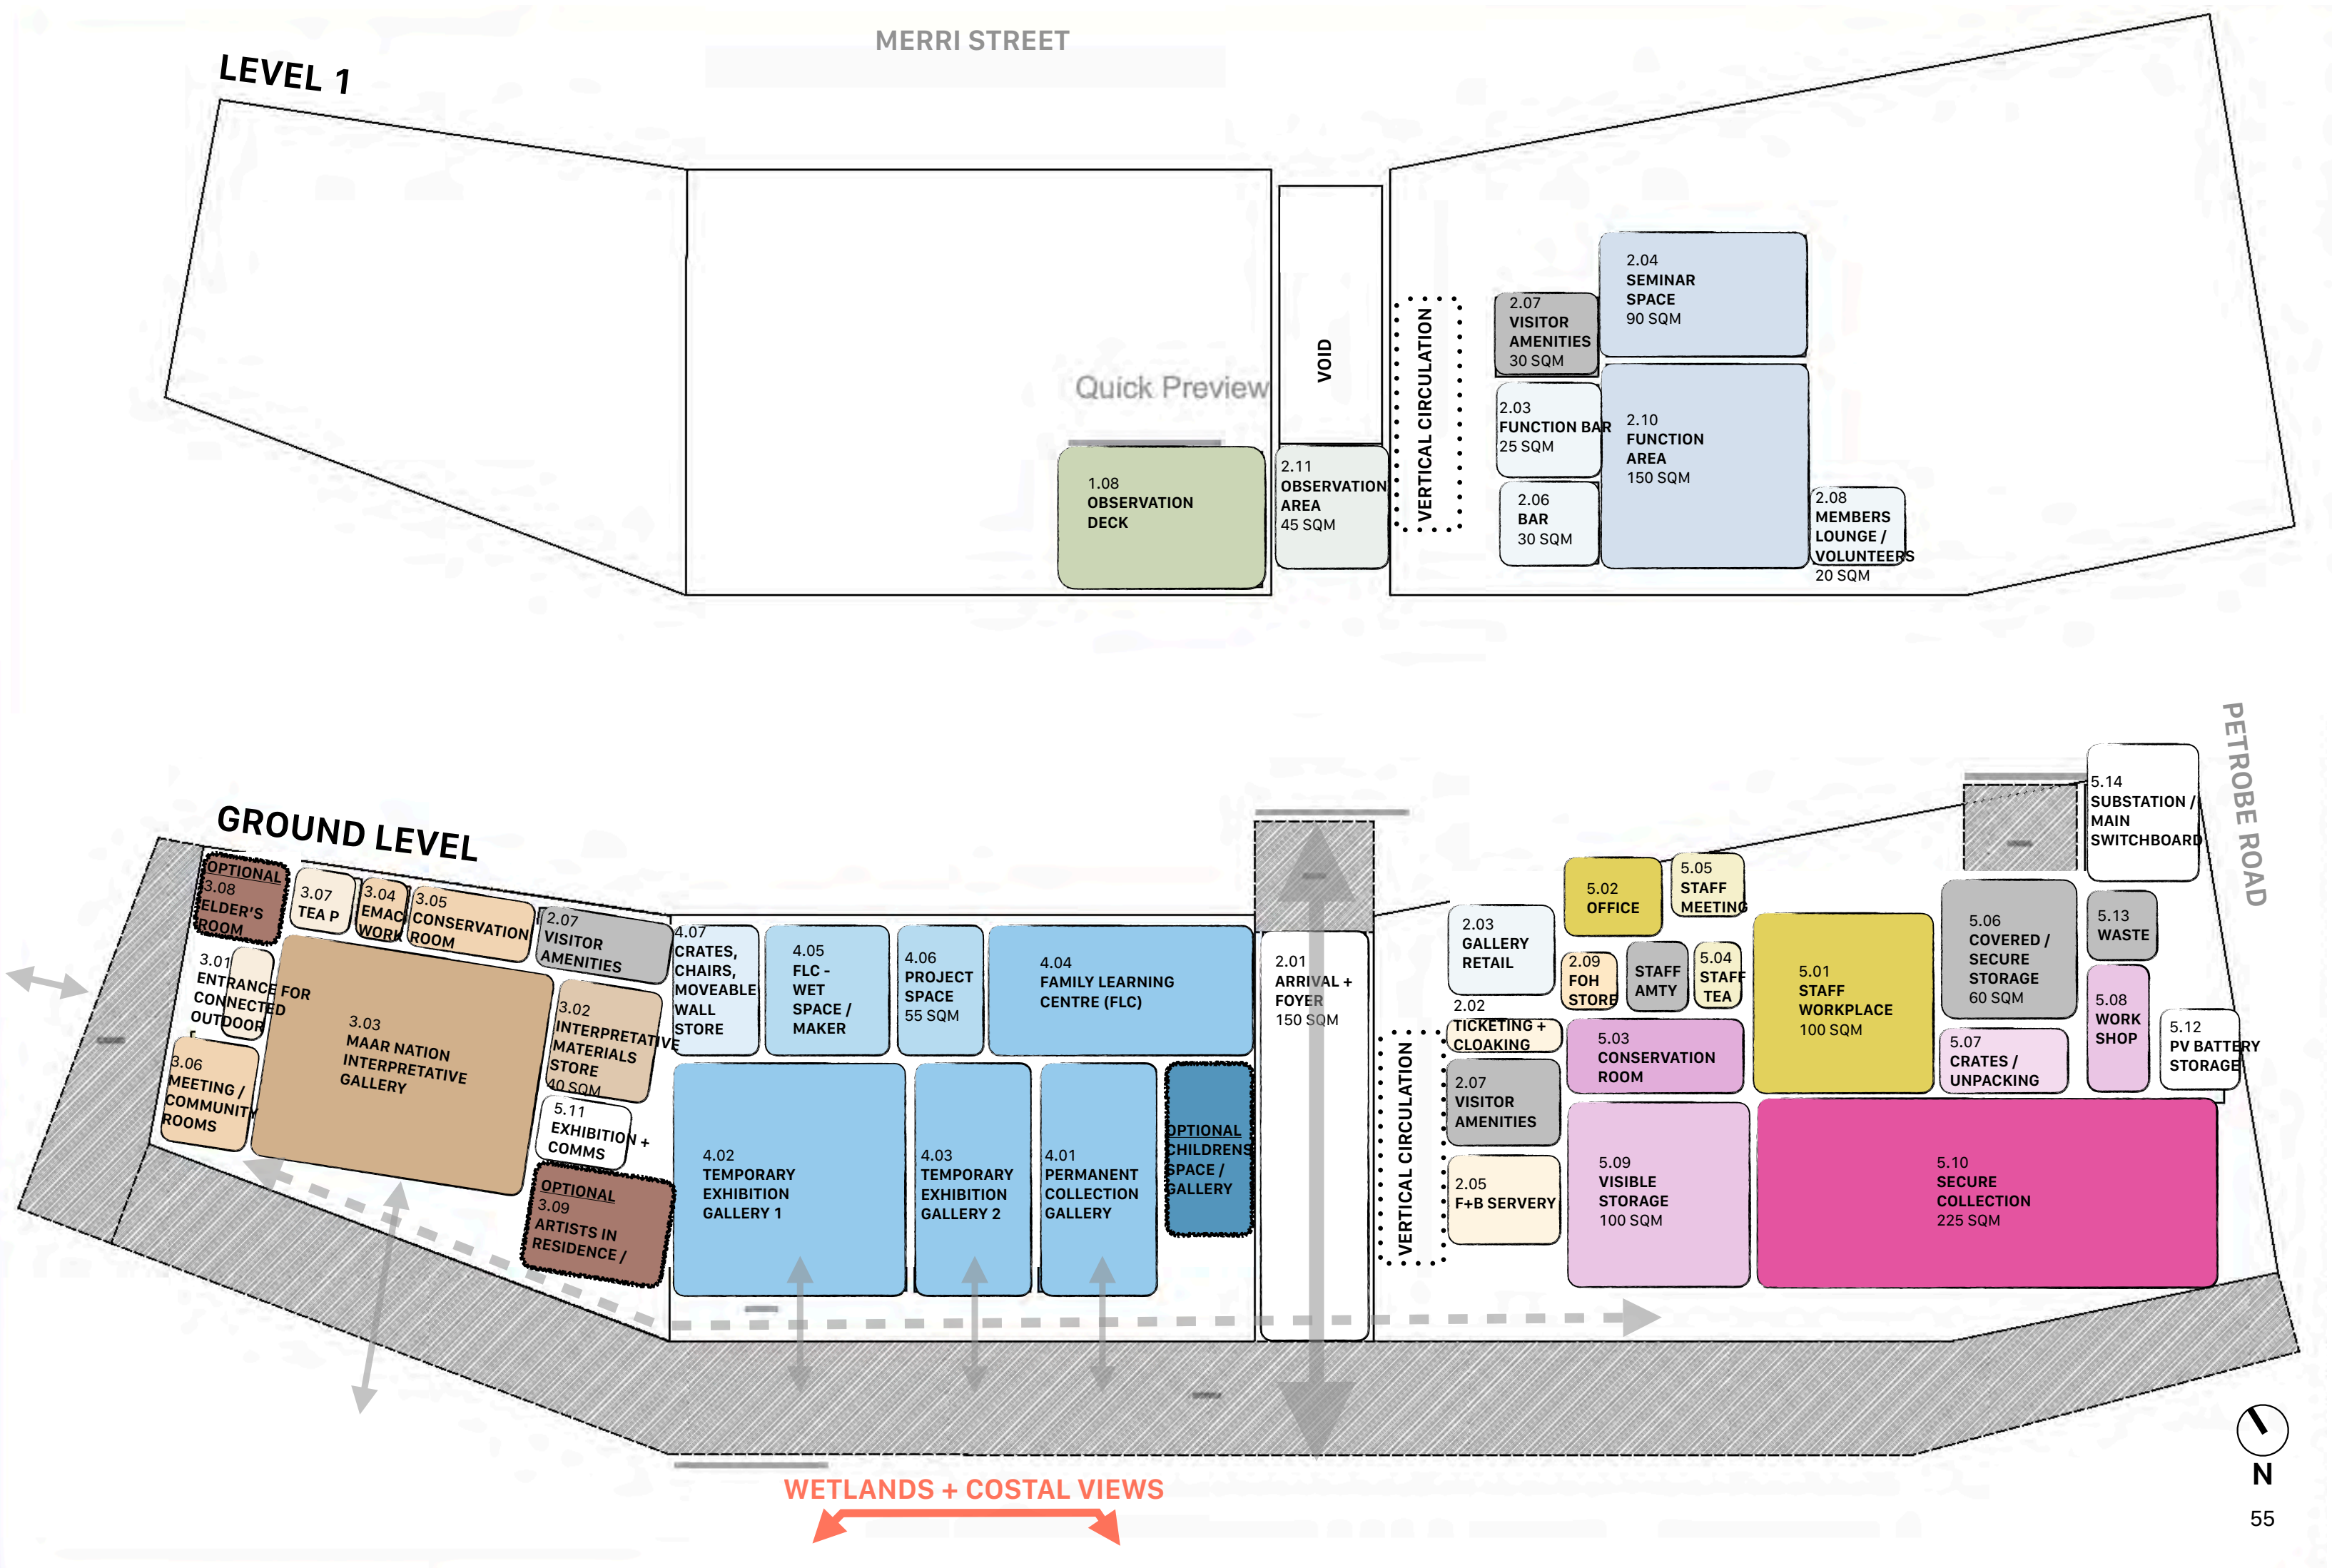 MERRI STREET
LEVEL 1
2.04
SEMINAR
SPACE
90 SQM
2.07
VISITOR
AMENITIES
30 SQM
VOID
VERTICAL CIRCULATION
Quick Preview
2.03
FUNCTION BAR
25 SQM
2.10
FUNCTION
AREA
150 SQM
1.08
OBSERVATION
DECK
2.11
OBSERVATION
AREA
45 SQM
2.06
BAR
30 SQM
2.08
MEMBERS
LOUNGE /
VOLUNTEERS
20 SQM
PETROBE ROAD
GROUND LEVEL
OPTIONAL
3.08
ELDER'S
ROOM
3.07
TEA P
3.04
EMAC
WORK
3.05
CONSERVATION
ROOM
2.07
VISITOR
AMENITIES
3.01
ENTRANCE FOR
CONNECTED
OUTDOOR
3.03
MAAR NATION
INTERPRETATIVE
GALLERY
3.02
INTERPRETATIVE
MATERIALS
STORE
40 SQM
3.06
MEETING /
COMMUNITY
ROOMS
5.11
EXHIBITION +
COMMS
OPTIONAL
3.09
ARTISTS IN
RESIDENCE /
4.07
CRATES,
CHAIRS,
MOVEABLE
WALL
STORE
4.05
FLC -
WET
SPACE /
MAKER
4.06
PROJECT
SPACE
55 SQM
4.04
FAMILY LEARNING
CENTRE (FLC)
4.02
TEMPORARY
EXHIBITION
GALLERY 1
4.03
TEMPORARY
EXHIBITION
GALLERY 2
4.01
PERMANENT
COLLECTION
GALLERY
OPTIONAL
CHILDRENS
SPACE /
GALLERY
2.01
ARRIVAL +
FOYER
150 SQM
VERTICAL CIRCULATION
2.03
GALLERY
RETAIL
2.02
TICKETING +
CLOAKING
2.07
VISITOR
AMENITIES
2.05
F+B SERVERY
5.02
OFFICE
5.05
STAFF
MEETING
2.09
FOH
STORE
STAFF
AMTY
5.04
STAFF
TEA
5.03
CONSERVATION
ROOM
5.01
STAFF
WORKPLACE
100 SQM
5.09
VISIBLE
STORAGE
100 SQM
5.10
SECURE
COLLECTION
225 SQM
5.14
SUBSTATION /
MAIN
SWITCHBOARD
5.06
COVERED /
SECURE
STORAGE
60 SQM
5.13
WASTE
5.08
WORK
SHOP
5.07
CRATES /
UNPACKING
5.12
PV BATTERY
STORAGE
WETLANDS + COSTAL VIEWS
N
55